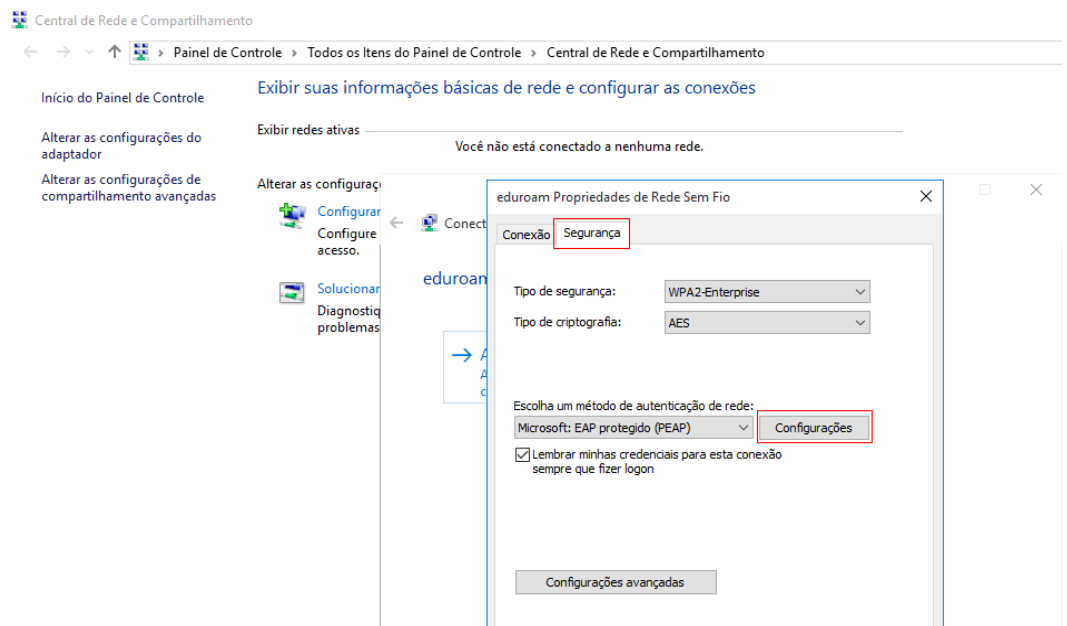 Central de Rede e Compartilhamento
Painel de Controle > Todos os Itens do Painel de Controle > Central de Rede e Compartilhamento
Início do Painel de Controle
Alterar as configurações do
adaptador
Alterar as configurações de
compartilhamento avançadas
Exibir suas informações básicas de rede e configurar as conexões
Exibir redes ativas
Você não está conectado a nenhuma rede.
Alterar as configuraç
Configurar
Configure
acesso.
Solucionar
Diagnostiq
problemas
Conect
eduroam
eduroam Propriedades de Rede Sem Fio
Conexão
Segurança
Tipo de segurança:
WPA2-Enterprise
Tipo de criptografia:
AES
Escolha um método de autenticação de rede:
Microsoft: EAP protegido (PEAP)
Configurações
Lembrar minhas credenciais para esta conexão
sempre que fizer logon
Configurações avançadas